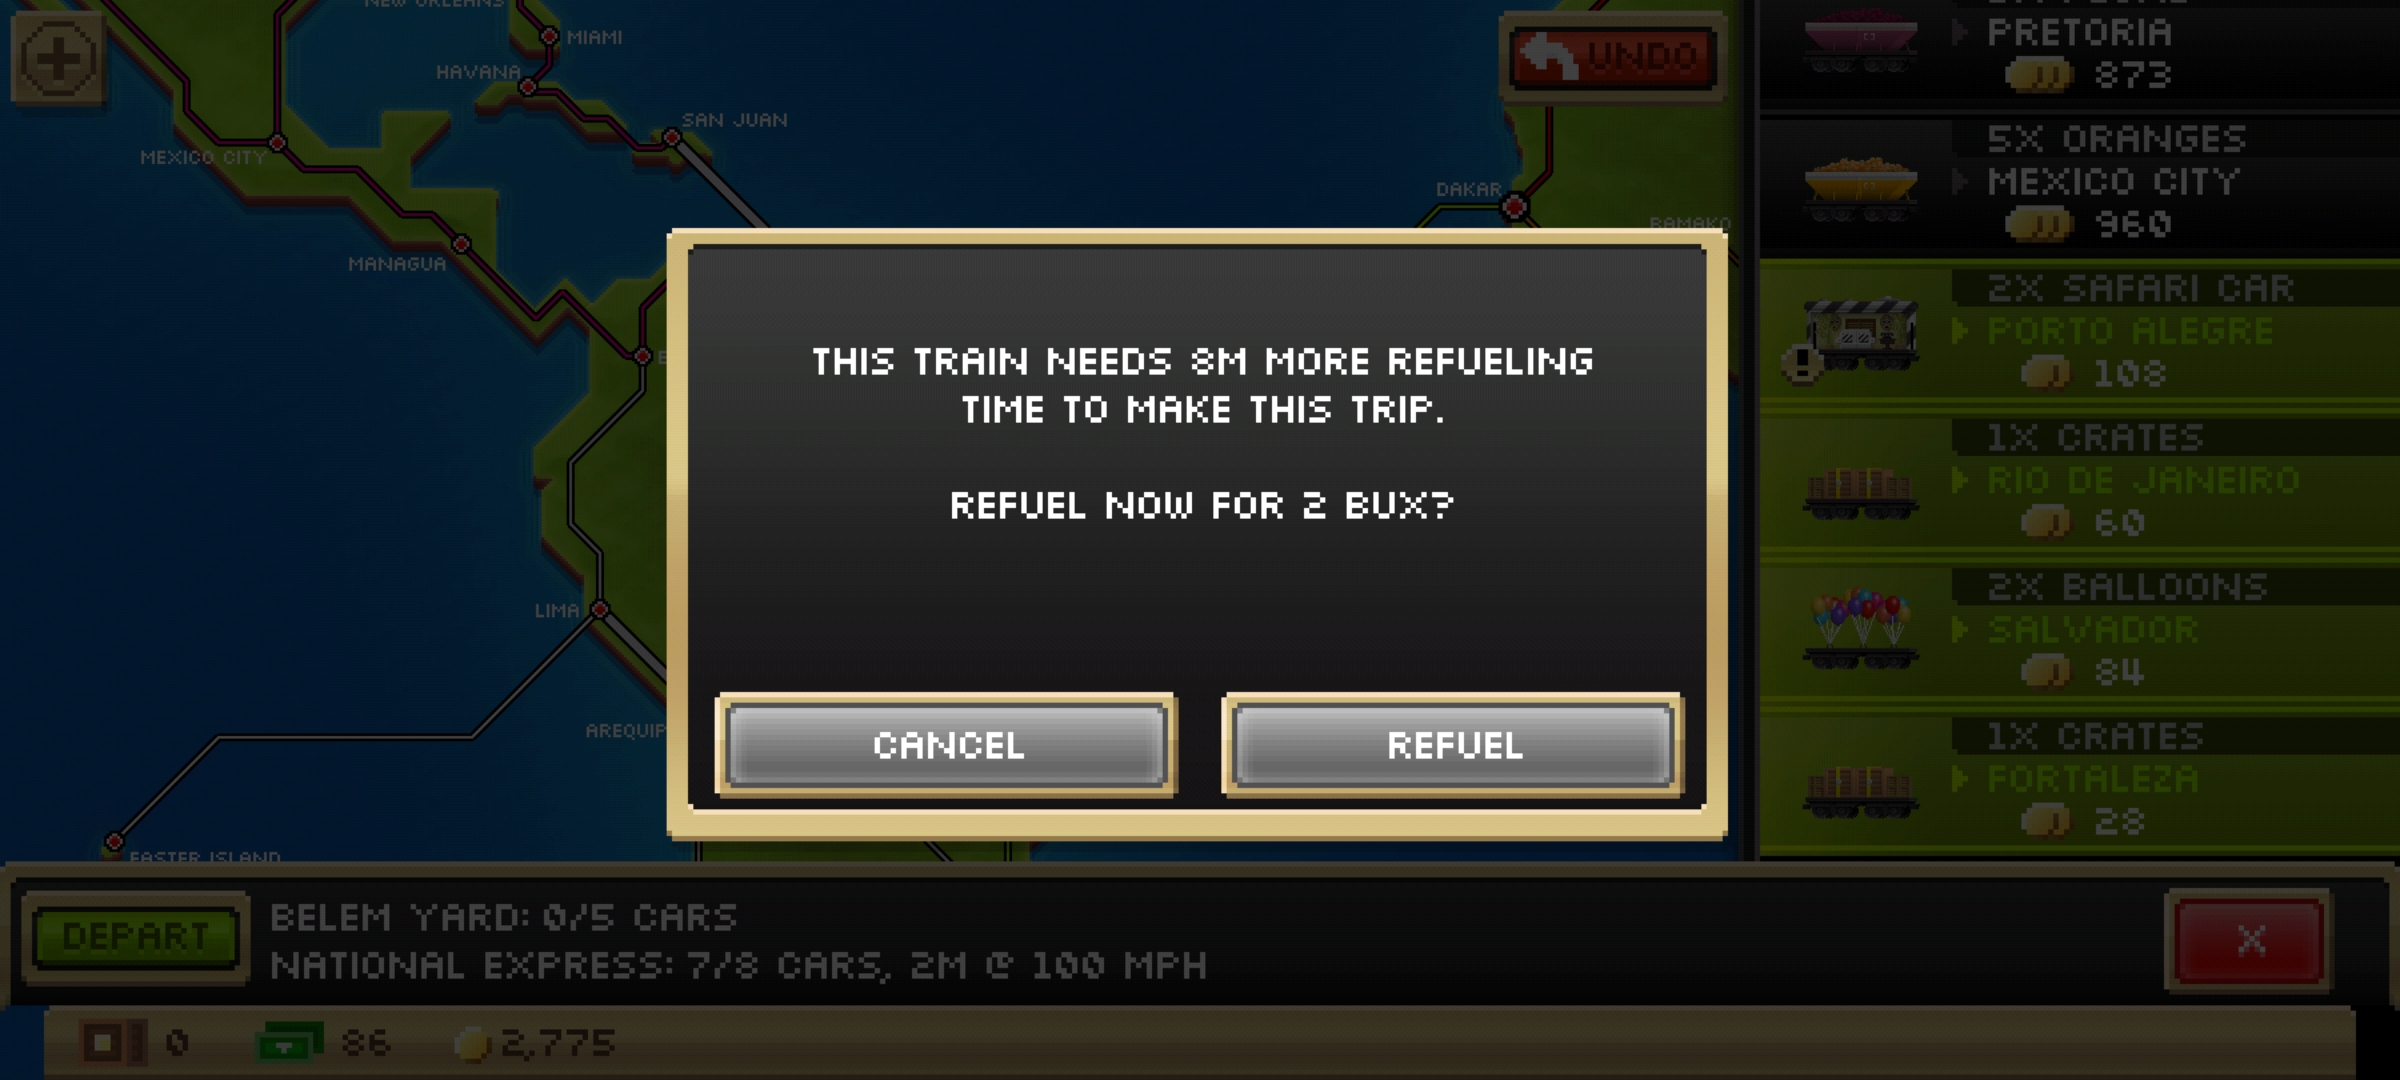 NEW ORLEANS
MIAMI
HAVANA
SAN JUAN
MEXICO CITY
MANAGUA
DAKAR
BAMAKO
LIMA
AREQUIP
EASTER ISLAND
UNDO
PRETORIA
873
5X ORANGES
MEXICO CITY
960
2X SAFARI CAR
PORTO ALEGRE
108
1X CRATES
RIO DE JANEIRO
60
2X BALLOONS
SALVADOR
84
1X CRATES
FORTALEZA
28
THIS TRAIN NEEDS 8M MORE REFUELING
TIME TO MAKE THIS TRIP.
REFUEL NOW FOR 2 BUX?
CANCEL
REFUEL
DEPART
BELEM YARD: 0/5 CARS
NATIONAL EXPRESS: 7/8 CARS, 2M @ 100 MPH
X
0
86
2,775